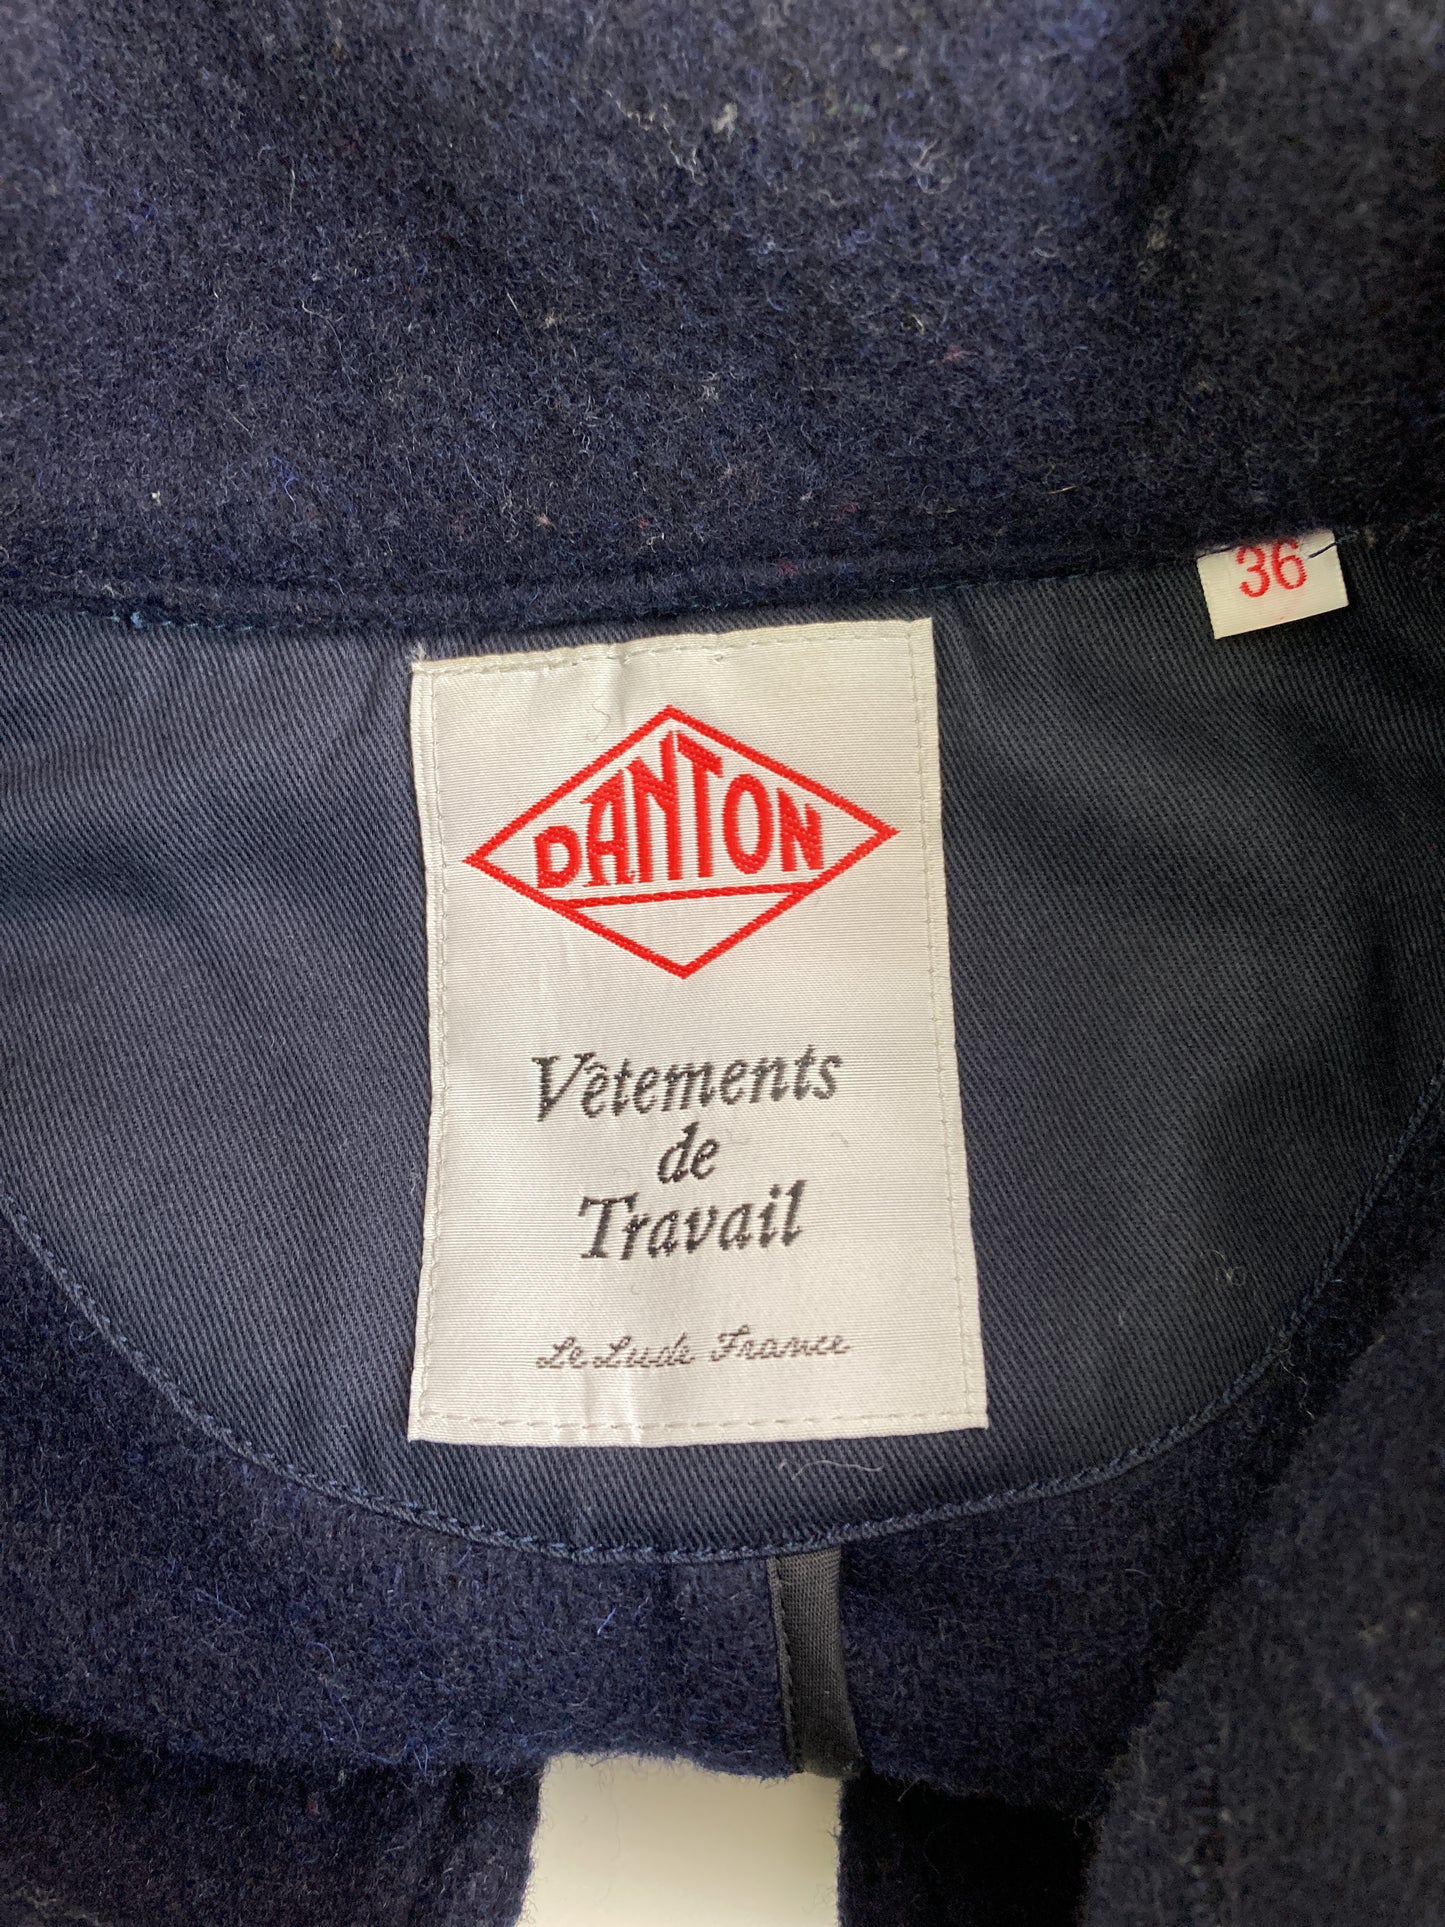 36
DANTON
Vêtements
de
Travail
Le Lude France